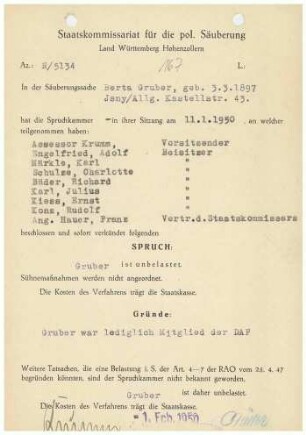 Staatskommissariat für die pol. Säuberung
Land Württemberg Hohenzollern
Az.: B/5134
L:
In der Säuberungssache Berta Gruber, geb. 3.3.1897
Jsny/Allg. Kastellstr. 43.
hat die Spruchkammer in ihrer Sitzung am 11.1.1950, an welcher
teilgenommen haben:
Assessor Krumm, Vorsitzender
Engelfried, Adolf Beisitzer
Märkle, Karl "
Schulze, Charlotte "
Bäder, Richard "
Karl, Julius "
Kiess, Ernst "
Konz, Rudolf "
Ang. Hauer, Franz Vertr.d.Staatskommissars
beschlossen und sofort verkündet folgenden
SPRUCH:
Gruber ist unbelastet.
Sühnemaßnahmen werden nicht angeordnet.
Die Kosten des Verfahrens trägt die Staatskasse.
Gründe:
Gruber war lediglich Mitglied der DAF
Weitere Tatsachen, die eine Belastung i. S. der Art. 4—7 der RAO vom 25. 4. 47
begründen könnten, sind der Spruchkammer nicht bekannt geworden.
Gruber ist daher unbelastet.
Die Kosten des Verfahrens trägt die Staatskasse.
-1. Feb. 1950